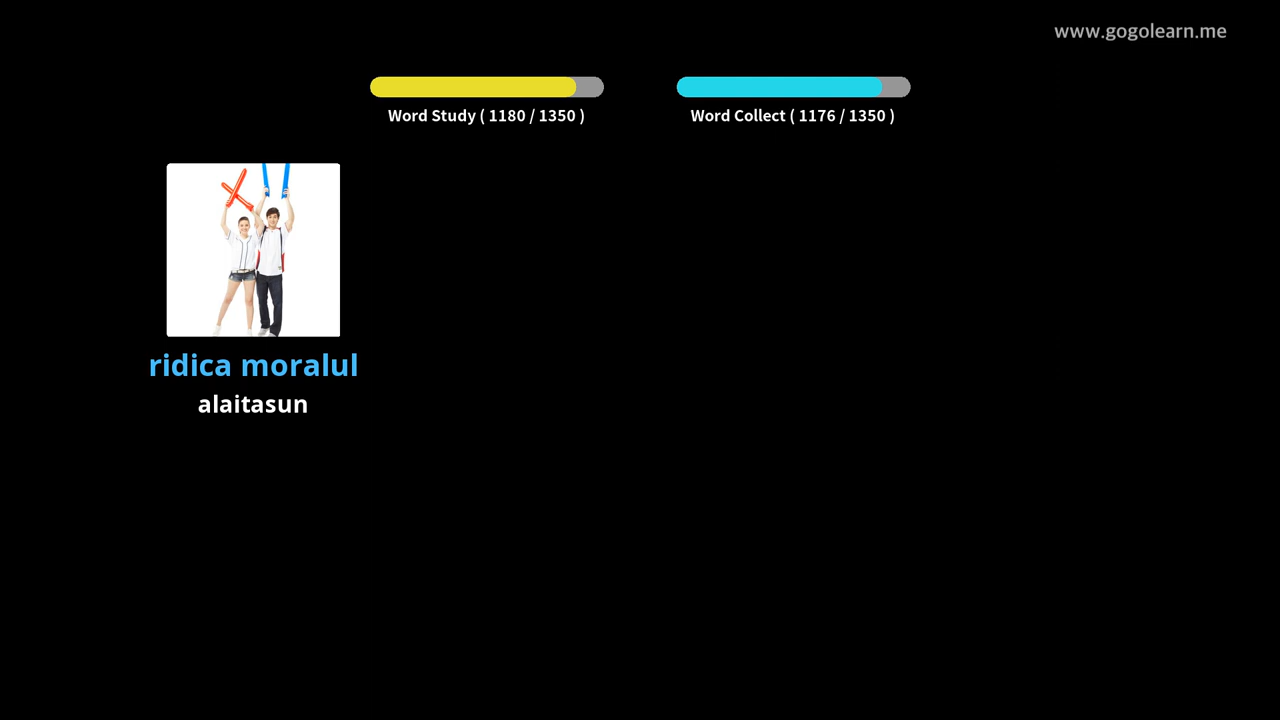 www.gogolearn.me
Word Study ( 1180 / 1350 )
Word Collect ( 1176 / 1350 )
ridica moralul
alaitasun